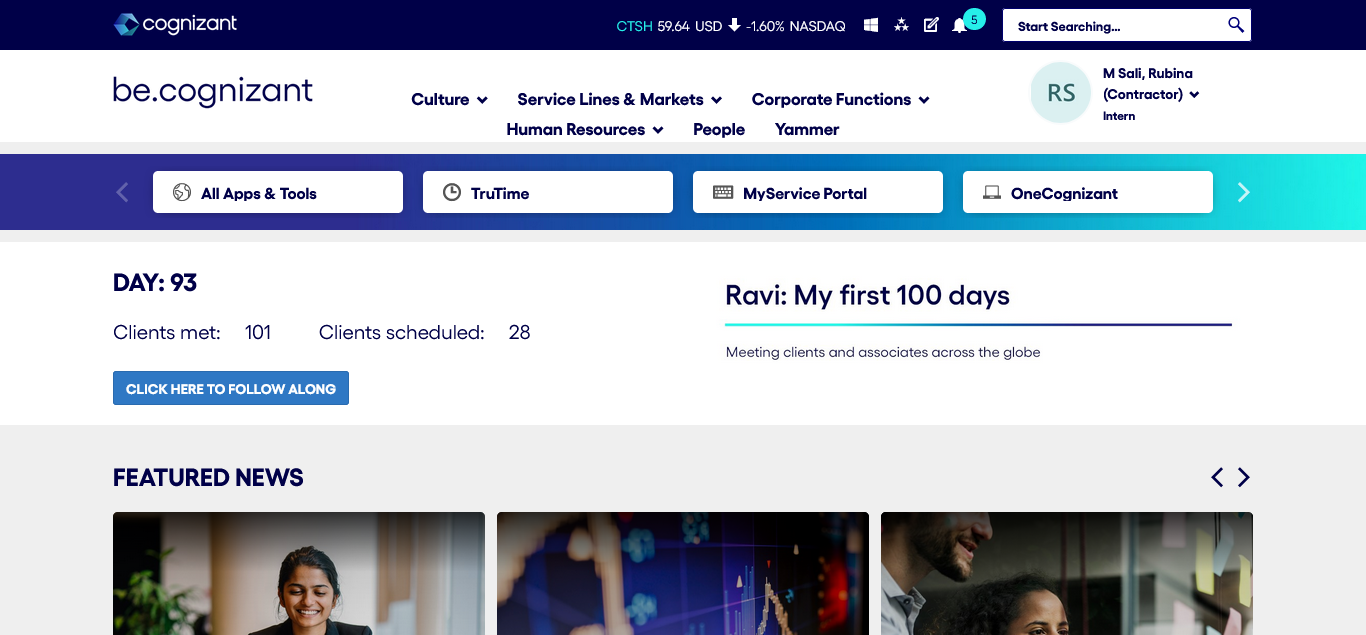 cognizant
CTSH 59.64 USD -1.60% NASDAQ
5
Start Searching...
be.cognizant
Culture Service Lines & Markets Corporate Functions
Human Resources People Yammer
RS
M Sali, Rubina
(Contractor)
Intern
All Apps & Tools
TruTime
MyService Portal
OneCognizant
DAY: 93
Clients met: 101 Clients scheduled: 28
CLICK HERE TO FOLLOW ALONG
Ravi: My first 100 days
Meeting clients and associates across the globe
FEATURED NEWS